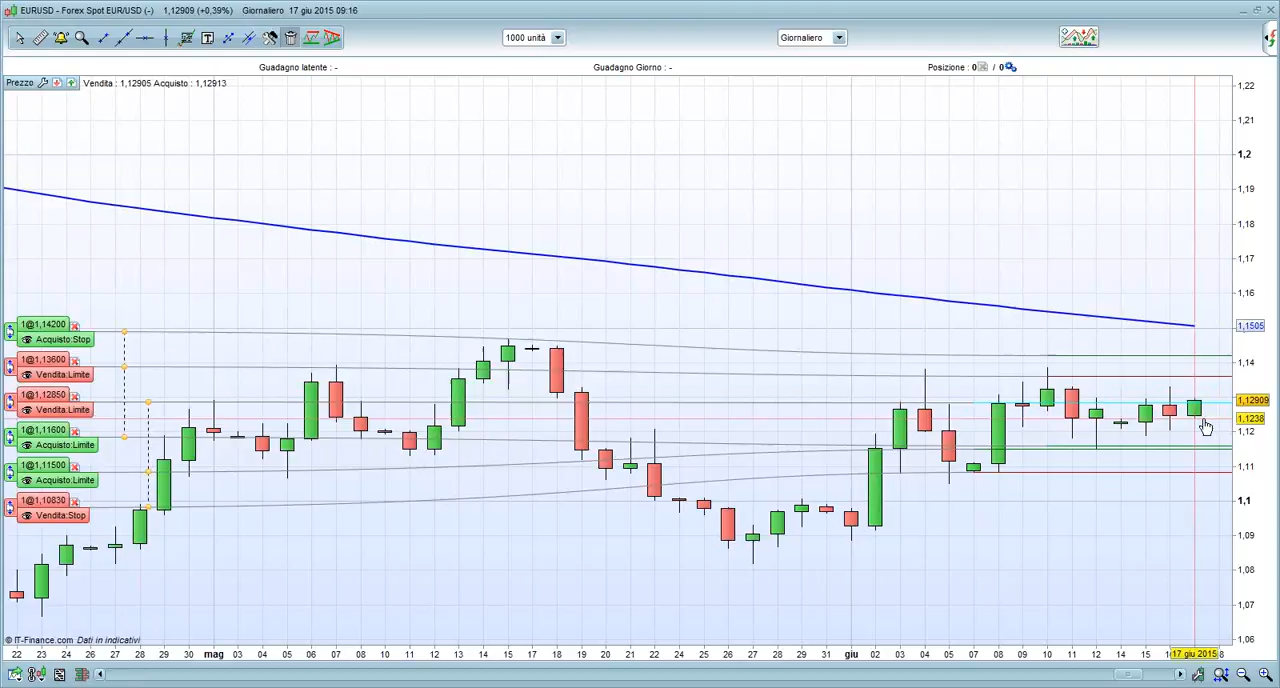 EURUSD - Forex Spot EUR/USD (-) 1,12909 (+0,39%) Giornaliero 17 giu 2015 09:16
1000 unità Giornaliero
Guadagno latente : - Guadagno Giorno : - Posizione : 0 / 0
Prezzo Vendita : 1,12905 Acquisto : 1,12913
1,22
1,21
1,2
1,19
1,18
1,17
1,16
1,1505
1,14
1,12909
1,1238
1,12
1,11
1,1
1,09
1,08
1,07
1,06
1@1,14200
Acquisto:Stop
1@1,13600
Vendita:Limite
1@1,12850
Vendita:Limite
1@1,11600
Acquisto:Limite
1@1,11500
Acquisto:Limite
1@1,10830
Vendita:Stop
© IT-Finance.com Dati in indicativi
22 23 24 26 27 28 29 30 mag 03 04 05 06 07 08 10 11 12 13 14 15 17 18 19 20 21 22 24 25 26 27 28 29 31 giu 02 03 04 05 07 08 09 10 11 12 14 15 17 giu 2015 8